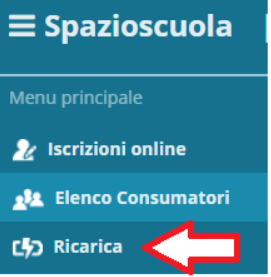 Spazioscuola
Menu principale
Iscrizioni online
Elenco Consumatori
Ricarica